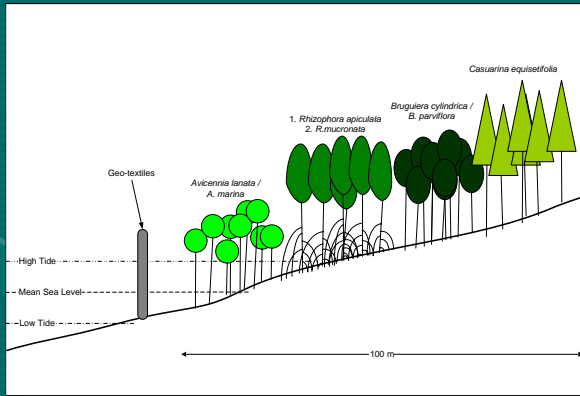 Casuarina equisetifolia
Bruguiera cylindrica /
B. parviflora
1. Rhizophora apiculata
2. R.mucronata
Avicennia lanata /
A. marina
Geo-textiles
High Tide
Mean Sea Level
Low Tide
100 m